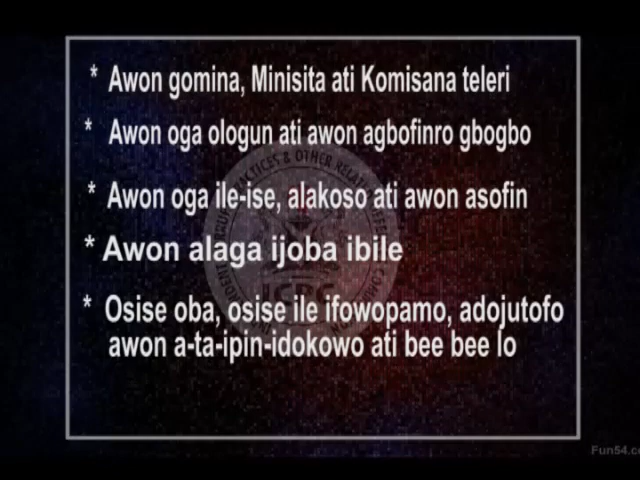 * Awon gomina, Minisita ati Komisana teleri
* Awon oga ologun ati awon agbofinro gbogbo
* Awon oga ile-ise, alakoso ati awon asofin
* Awon alaga ijoba ibile
* Osise oba, osise ile ifowopamo, adojutofo
awon a-ta-ipin-idokowo ati bee bee lo